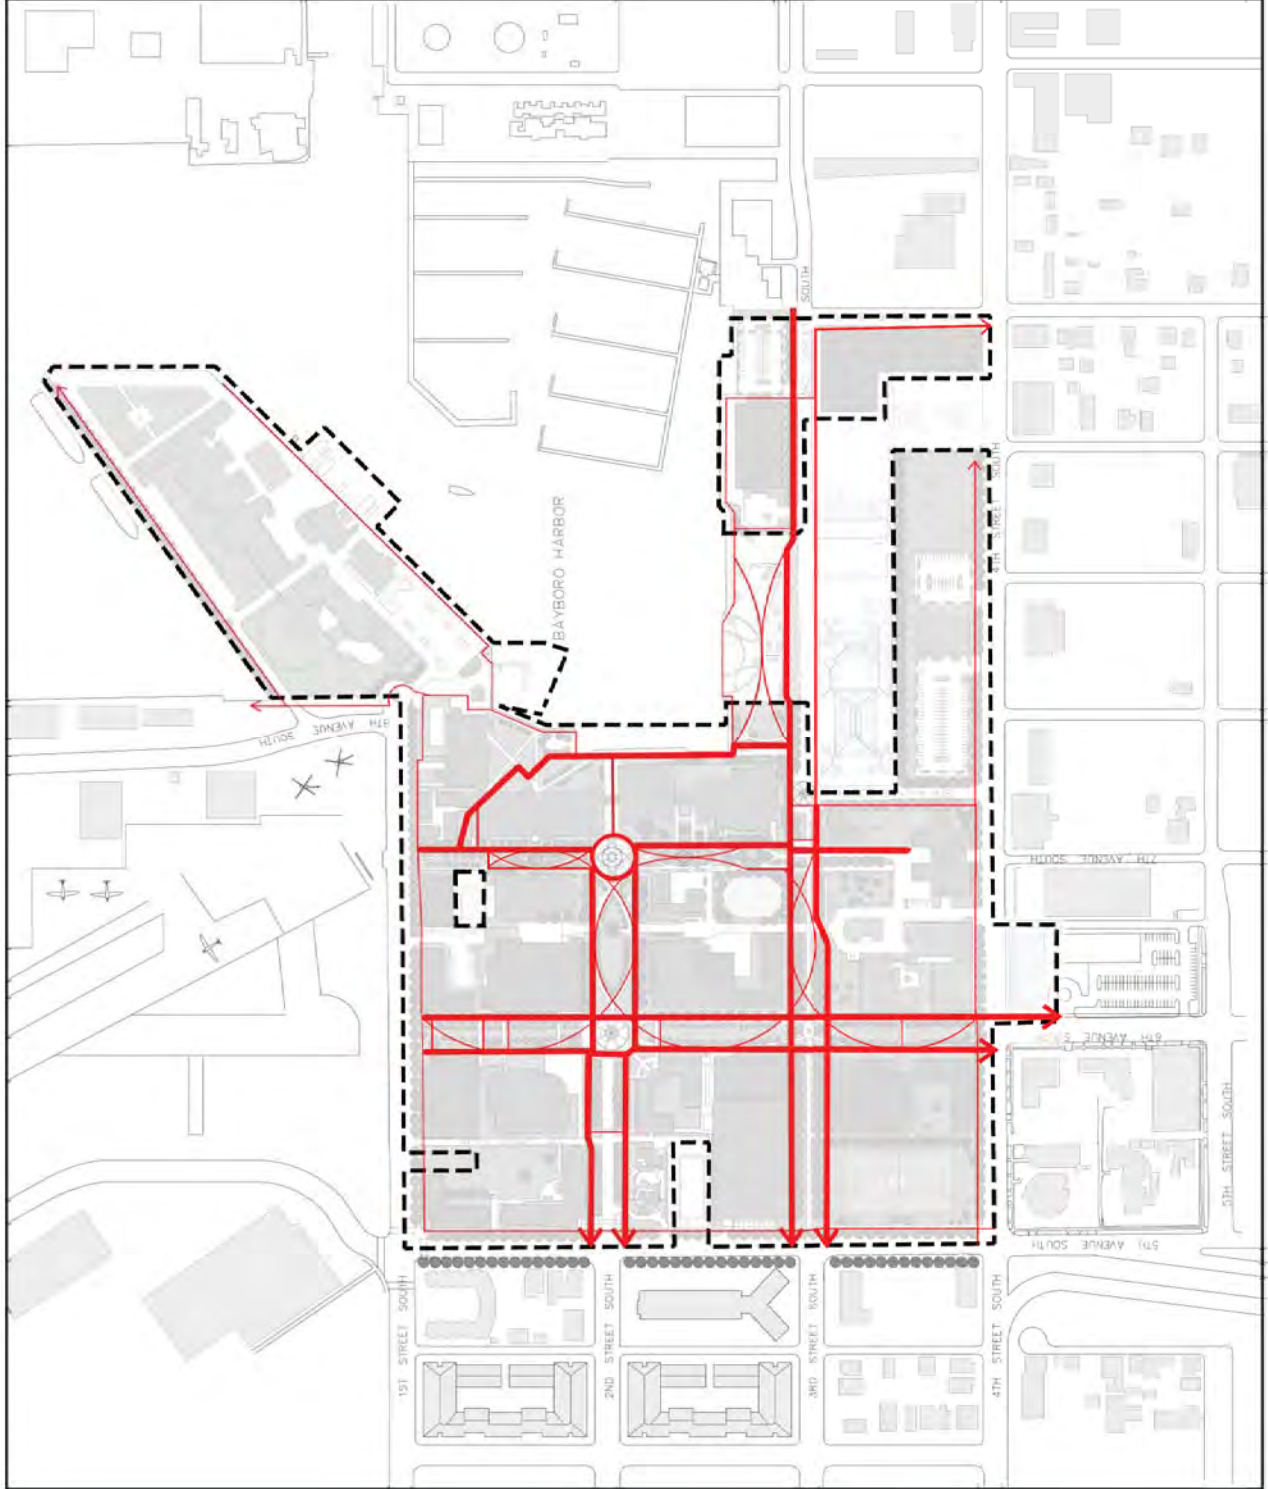 SOUTH
4TH STREET SOUTH
BAYBORO HARBOR
8TH AVENUE SOUTH
7TH AVENUE SOUTH
6TH AVENUE S
5TH STREET SOUTH
5TH AVENUE SOUTH
1ST STREET SOUTH
2ND STREET SOUTH
3RD STREET SOUTH
4TH STREET SOUTH